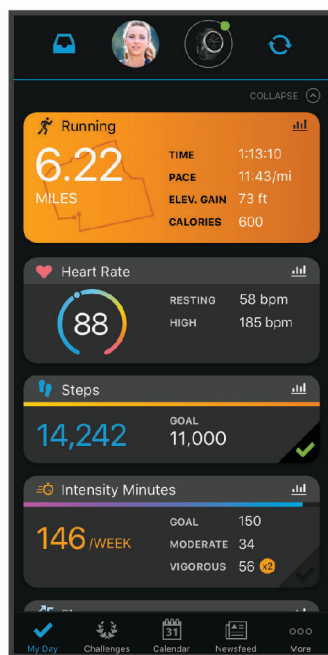 COLLAPSE
Running
6.22
MILES
TIME 1:13:10
PACE 11:43/mi
ELEV. GAIN 73 ft
CALORIES 600
Heart Rate
88
RESTING 58 bpm
HIGH 185 bpm
Steps
14,242
GOAL
11,000
Intensity Minutes
146 /WEEK
GOAL 150
MODERATE 34
VIGOROUS 56 x2
31
My Day Challenges Calendar Newsfeed More